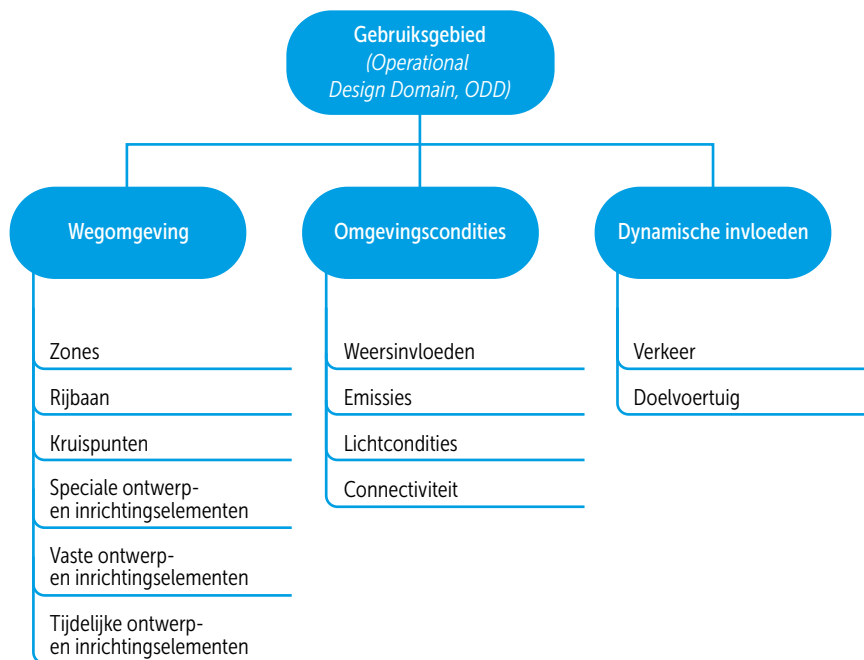 Gebruiksgebied
(Operational
Design Domain, ODD)
Wegomgeving
Omgevingscondities
Dynamische invloeden
Zones
Rijbaan
Kruispunten
Speciale ontwerp-
en inrichtingselementen
Vaste ontwerp-
en inrichtingselementen
Tijdelijke ontwerp-
en inrichtingselementen
Weersinvloeden
Emissies
Lichtcondities
Connectiviteit
Verkeer
Doelvoertuig